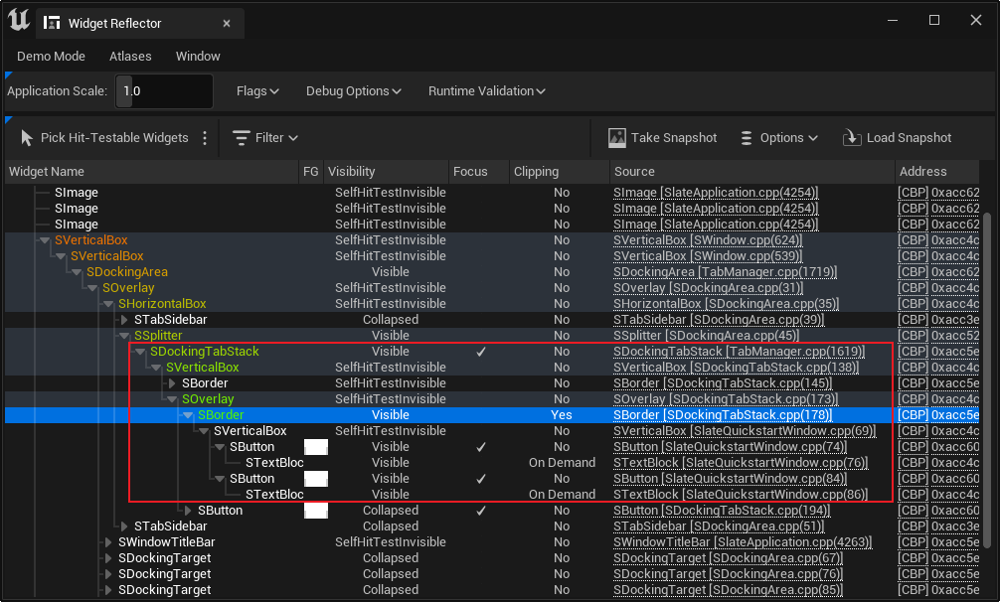 Widget Reflector
Demo Mode Atlases Window
Application Scale: 1.0 Flags Debug Options Runtime Validation
Pick Hit-Testable Widgets Filter Take Snapshot Options Load Snapshot
Widget Name FG Visibility Focus Clipping Source Address
SImage SelfHitTestInvisible No SImage [SlateApplication.cpp(4254)] [CBP] 0xacc62
SImage SelfHitTestInvisible No SImage [SlateApplication.cpp(4254)] [CBP] 0xacc62
SImage SelfHitTestInvisible No SImage [SlateApplication.cpp(4254)] [CBP] 0xacc62
SVerticalBox SelfHitTestInvisible No SVerticalBox [SWindow.cpp(624)] [CBP] 0xacc4c
SVerticalBox SelfHitTestInvisible No SVerticalBox [SWindow.cpp(539)] [CBP] 0xacc4c
SDockingArea Visible No SDockingArea [TabManager.cpp(1719)] [CBP] 0xacc62
SOverlay SelfHitTestInvisible No SOverlay [SDockingArea.cpp(31)] [CBP] 0xacc4c
SHorizontalBox SelfHitTestInvisible No SHorizontalBox [SDockingArea.cpp(35)] [CBP] 0xacc4c
STabSidebar Collapsed No STabSidebar [SDockingArea.cpp(39)] [CBP] 0xacc3e
SSplitter Visible No SSplitter [SDockingArea.cpp(45)] [CBP] 0xacc52
SDockingTabStack Visible ✓ No SDockingTabStack [TabManager.cpp(1619)] [CBP] 0xacc5e
SVerticalBox SelfHitTestInvisible No SVerticalBox [SDockingTabStack.cpp(138)] [CBP] 0xacc4c
SBorder SelfHitTestInvisible No SBorder [SDockingTabStack.cpp(145)] [CBP] 0xacc5e
SOverlay SelfHitTestInvisible No SOverlay [SDockingTabStack.cpp(173)] [CBP] 0xacc4c
SBorder Visible Yes SBorder [SDockingTabStack.cpp(178)] [CBP] 0xacc5e
SVerticalBox SelfHitTestInvisible No SVerticalBox [SlateQuickstartWindow.cpp(69)] [CBP] 0xacc4c
SButton Visible ✓ No SButton [SlateQuickstartWindow.cpp(74)] [CBP] 0xacc60
STextBloc Visible On Demand STextBlock [SlateQuickstartWindow.cpp(76)] [CBP] 0xacc4c
SButton Visible ✓ No SButton [SlateQuickstartWindow.cpp(84)] [CBP] 0xacc60
STextBloc Visible On Demand STextBlock [SlateQuickstartWindow.cpp(86)] [CBP] 0xacc4c
SButton Collapsed ✓ No SButton [SDockingTabStack.cpp(194)] [CBP] 0xacc60
STabSidebar Collapsed No STabSidebar [SDockingArea.cpp(51)] [CBP] 0xacc3e
SWindowTitleBar SelfHitTestInvisible No SWindowTitleBar [SlateApplication.cpp(4263)] [CBP] 0xacc5e
SDockingTarget Collapsed No SDockingTarget [SDockingArea.cpp(67)] [CBP] 0xacc5e
SDockingTarget Collapsed No SDockingTarget [SDockingArea.cpp(76)] [CBP] 0xacc5e
SDockingTarget Collapsed No SDockingTarget [SDockingArea.cpp(85)] [CBP] 0xacc5e